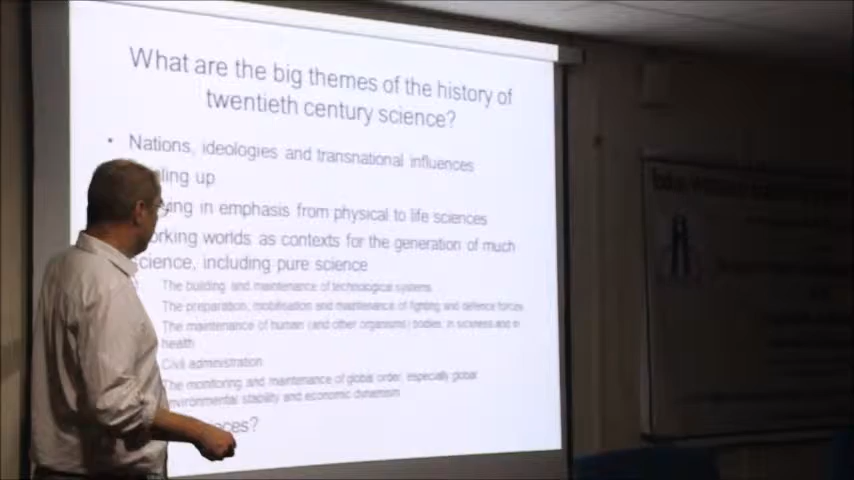 What are the big themes of the history of
twentieth century science?
• Nations, ideologies and transnational influences
up
in emphasis from physical to life sciences
worlds as contexts for the generation of much
science, including pure science
The building and maintenance of technological systems
The preparation, mobilisation and maintenance of fighting and defence forces
The maintenance of human (and other organisms) bodies, in sickness and in
health
Civil administration
The monitoring and maintenance of global order, especially global
environmental stability and economic dynamism